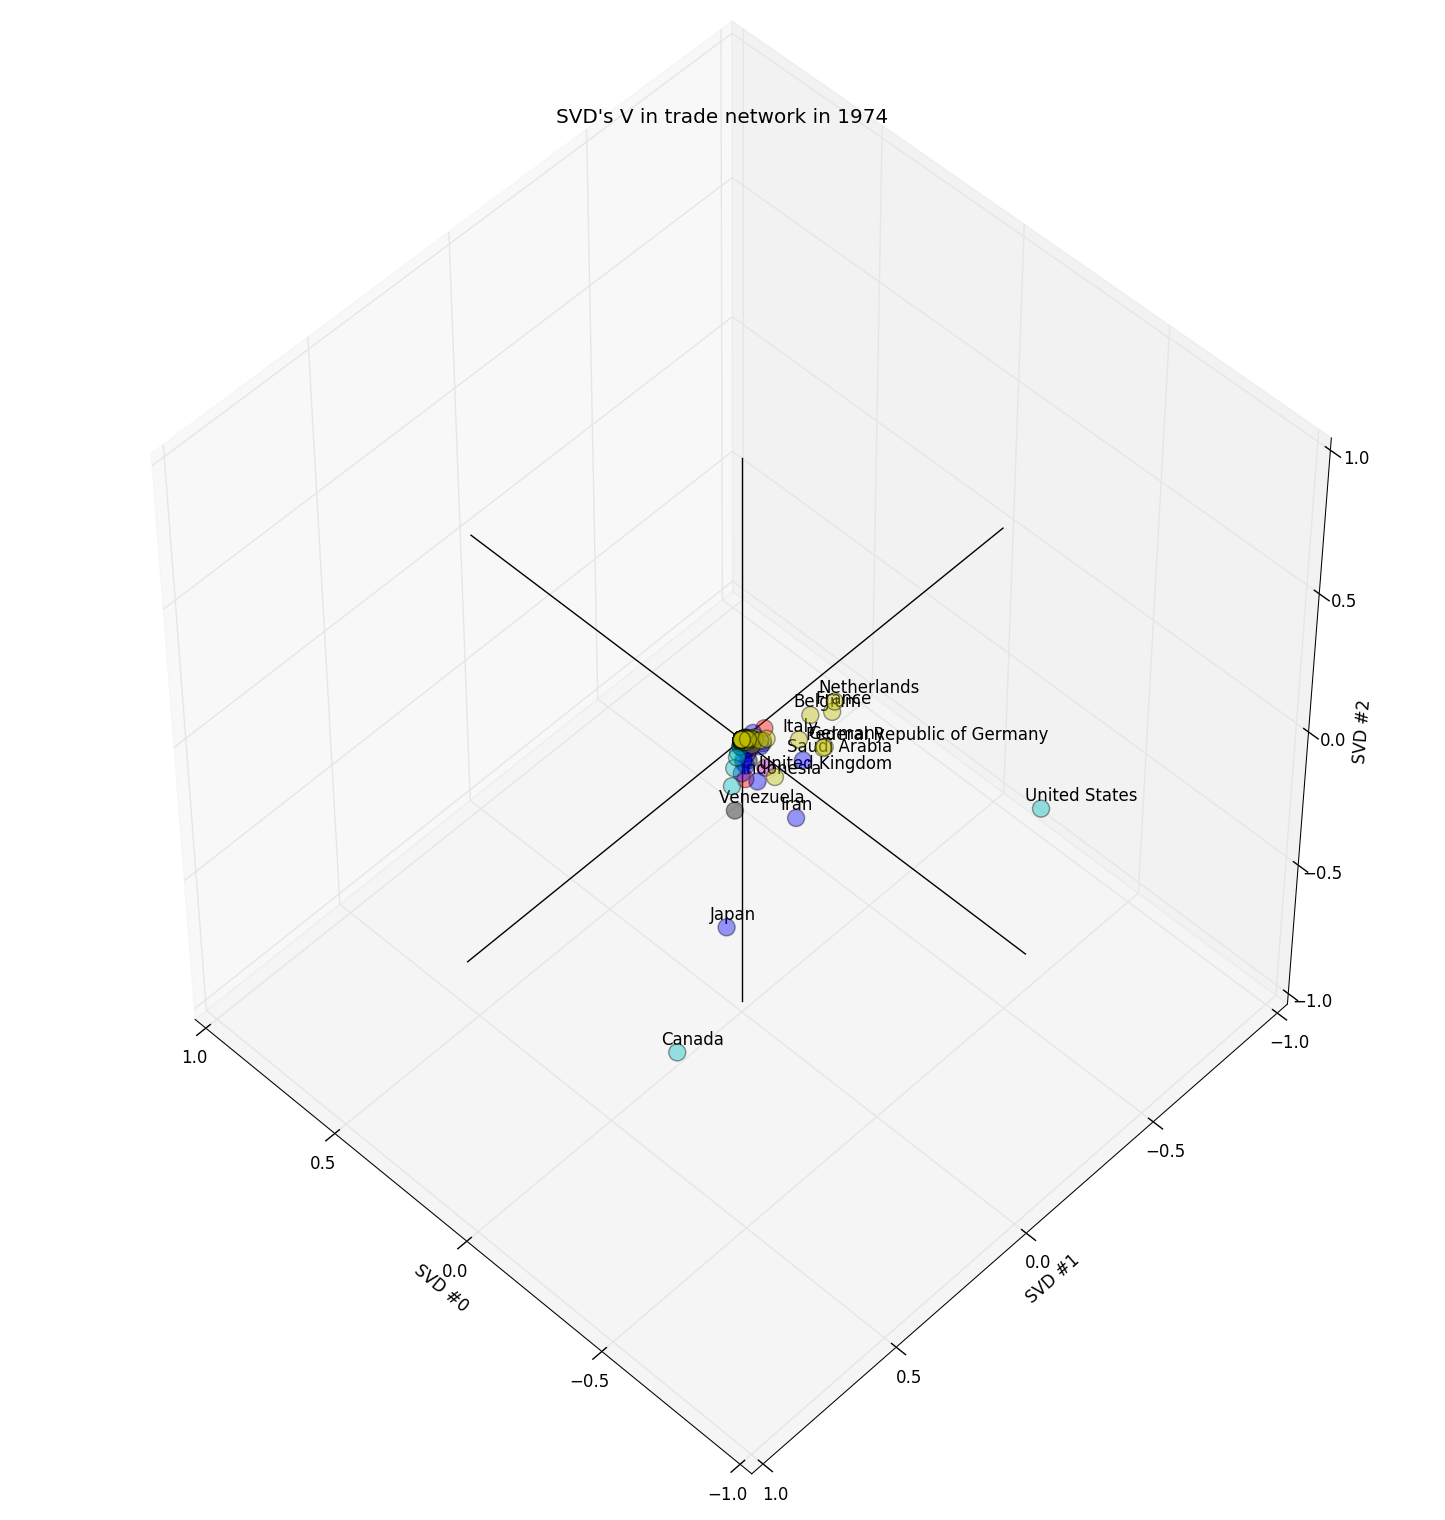 SVD's V in trade network in 1974
1.0
0.5
0.0
−0.5
−1.0
SVD #2
Netherlands
France
Belgium
Italy
Germany
Federal Republic of Germany
Saudi Arabia
United Kingdom
Indonesia
Venezuela
Iran
United States
Japan
Canada
1.0
0.5
0.0
−0.5
−1.0
SVD #0
−1.0
−0.5
0.0
0.5
1.0
SVD #1